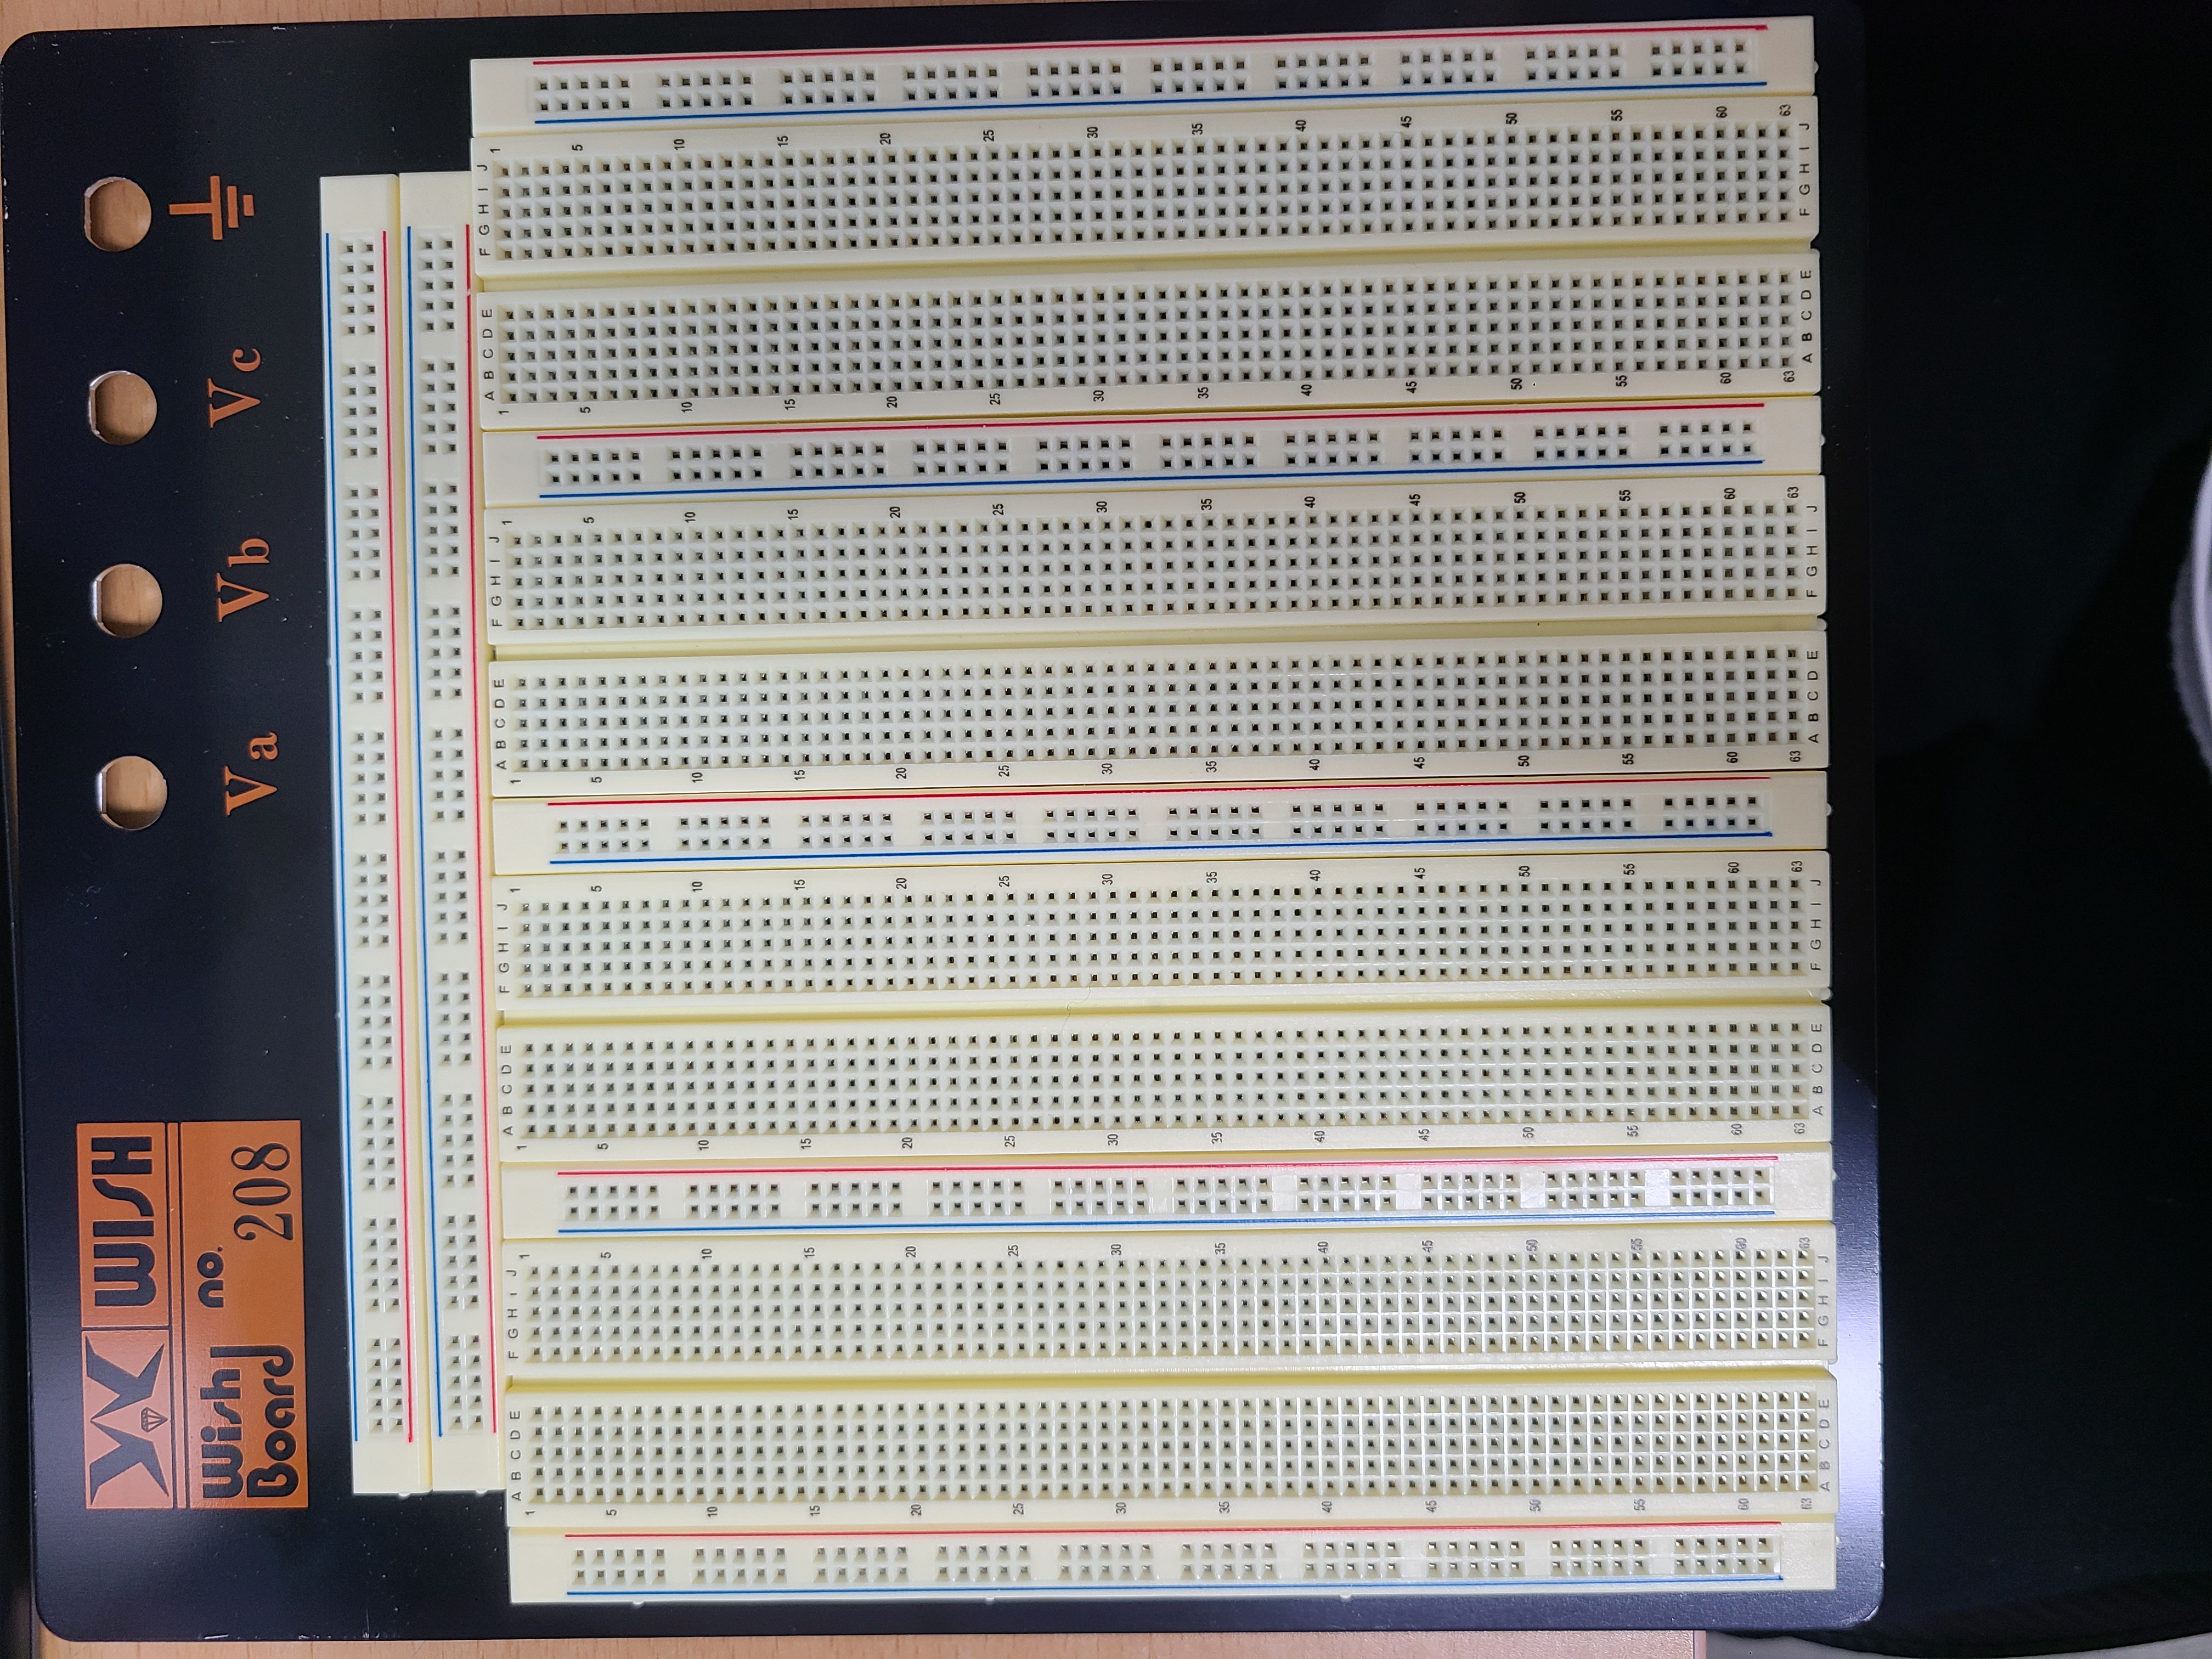 WISH
Wish no.
Board 208
Va Vb Vc
A B C D E F G H I J A B C D E F G H I J A B C D E F G H I J A B C D E F G H I J
1 1 1 1 1 1 1 1
5 5 5 5 5 5 5 5
10 10 10 10 10 10 10 10
15 15 15 15 15 15 15 15
20 20 20 20 20 20 20 20
25 25 25 25 25 25 25 25
30 30 30 30 30 30 30 30
35 35 35 35 35 35 35 35
40 40 40 40 40 40 40 40
45 45 45 45 45 45 45 45
50 50 50 50 50 50 50 50
55 55 55 55 55 55 55 55
60 60 60 60 60 60 60 60
63 63 63 63 63 63 63 63
A B C D E F G H I J A B C D E F G H I J A B C D E F G H I J A B C D E F G H I J